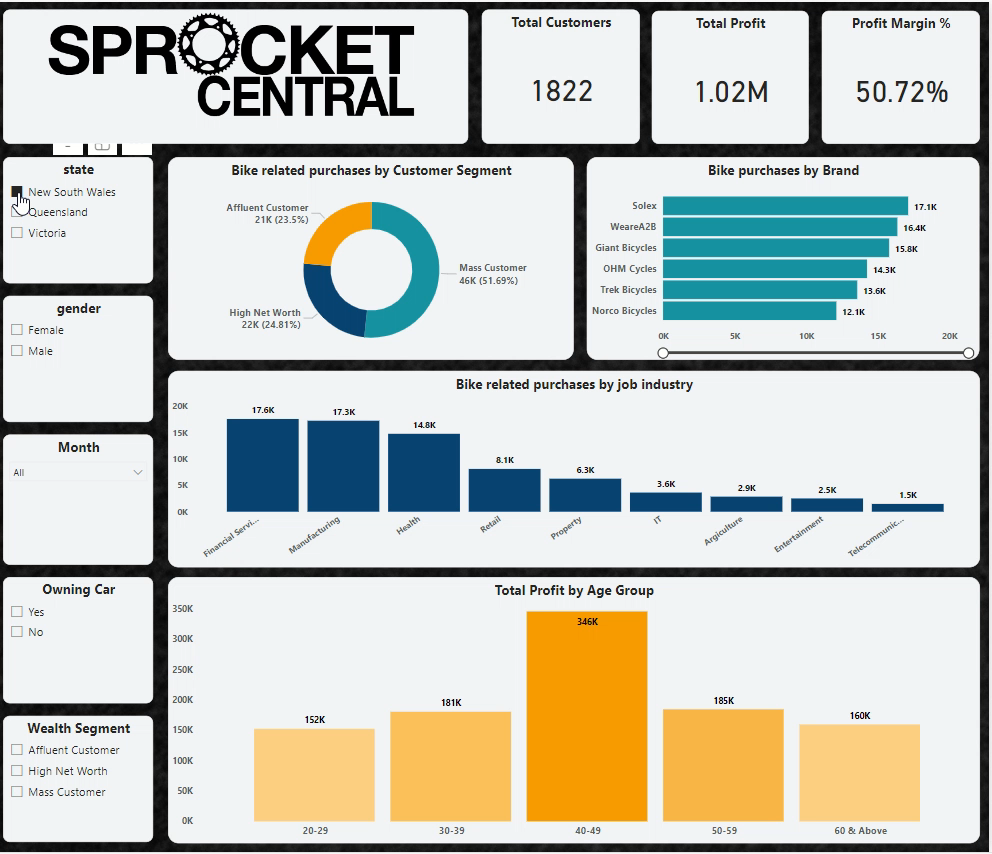 SPROCKET
CENTRAL
Total Customers
1822
Total Profit
1.02M
Profit Margin %
50.72%
state
New South Wales
Queensland
Victoria
gender
Female
Male
Month
All
Owning Car
Yes
No
Wealth Segment
Affluent Customer
High Net Worth
Mass Customer
Bike related purchases by Customer Segment
Affluent Customer
21K (23.5%)
Mass Customer
46K (51.69%)
High Net Worth
22K (24.81%)
Bike purchases by Brand
Solex 17.1K
WeareA2B 16.4K
Giant Bicycles 15.8K
OHM Cycles 14.3K
Trek Bicycles 13.6K
Norco Bicycles 12.1K
0K 5K 10K 15K 20K
Bike related purchases by job industry
20K
15K
10K
5K
0K
17.6K 17.3K 14.8K 8.1K 6.3K 3.6K 2.9K 2.5K 1.5K
Financial Servi... Manufacturing Health Retail Property IT Argiculture Entertainment Telecommunic...
Total Profit by Age Group
350K
300K
250K
200K
150K
100K
50K
0K
152K 181K 346K 185K 160K
20-29 30-39 40-49 50-59 60 & Above